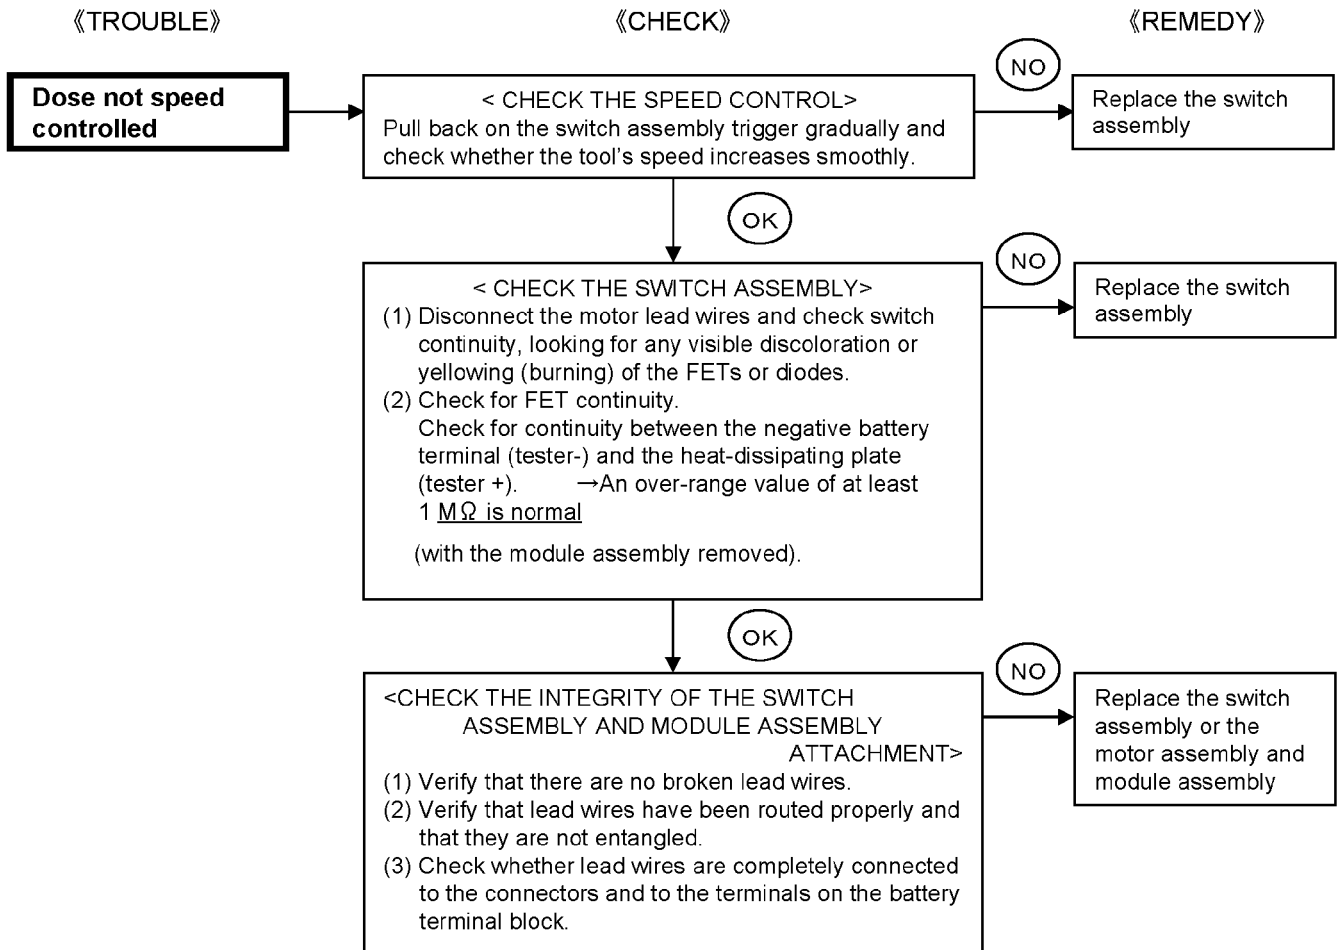 《TROUBLE》
《CHECK》
《REMEDY》
Dose not speed
controlled
< CHECK THE SPEED CONTROL>
Pull back on the switch assembly trigger gradually and
check whether the tool's speed increases smoothly.
NO
Replace the switch
assembly
OK
< CHECK THE SWITCH ASSEMBLY>
(1) Disconnect the motor lead wires and check switch
continuity, looking for any visible discoloration or
yellowing (burning) of the FETs or diodes.
(2) Check for FET continuity.
Check for continuity between the negative battery
terminal (tester-) and the heat-dissipating plate
(tester +). →An over-range value of at least
1 MΩ is normal
(with the module assembly removed).
NO
Replace the switch
assembly
OK
<CHECK THE INTEGRITY OF THE SWITCH
ASSEMBLY AND MODULE ASSEMBLY
ATTACHMENT>
(1) Verify that there are no broken lead wires.
(2) Verify that lead wires have been routed properly and
that they are not entangled.
(3) Check whether lead wires are completely connected
to the connectors and to the terminals on the battery
terminal block.
NO
Replace the switch
assembly or the
motor assembly and
module assembly